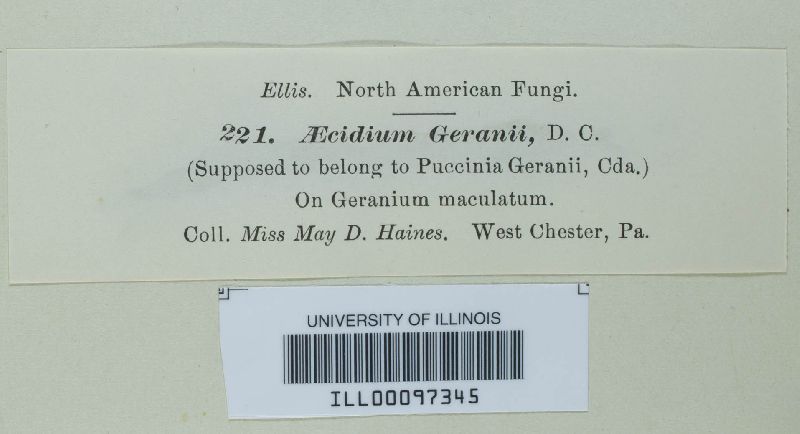 Ellis. North American Fungi.
221. Æcidium Geranii, D. C.
(Supposed to belong to Puccinia Geranii, Cda.)
On Geranium maculatum.
Coll. Miss May D. Haines. West Chester, Pa.
UNIVERSITY OF ILLINOIS
ILL00097345